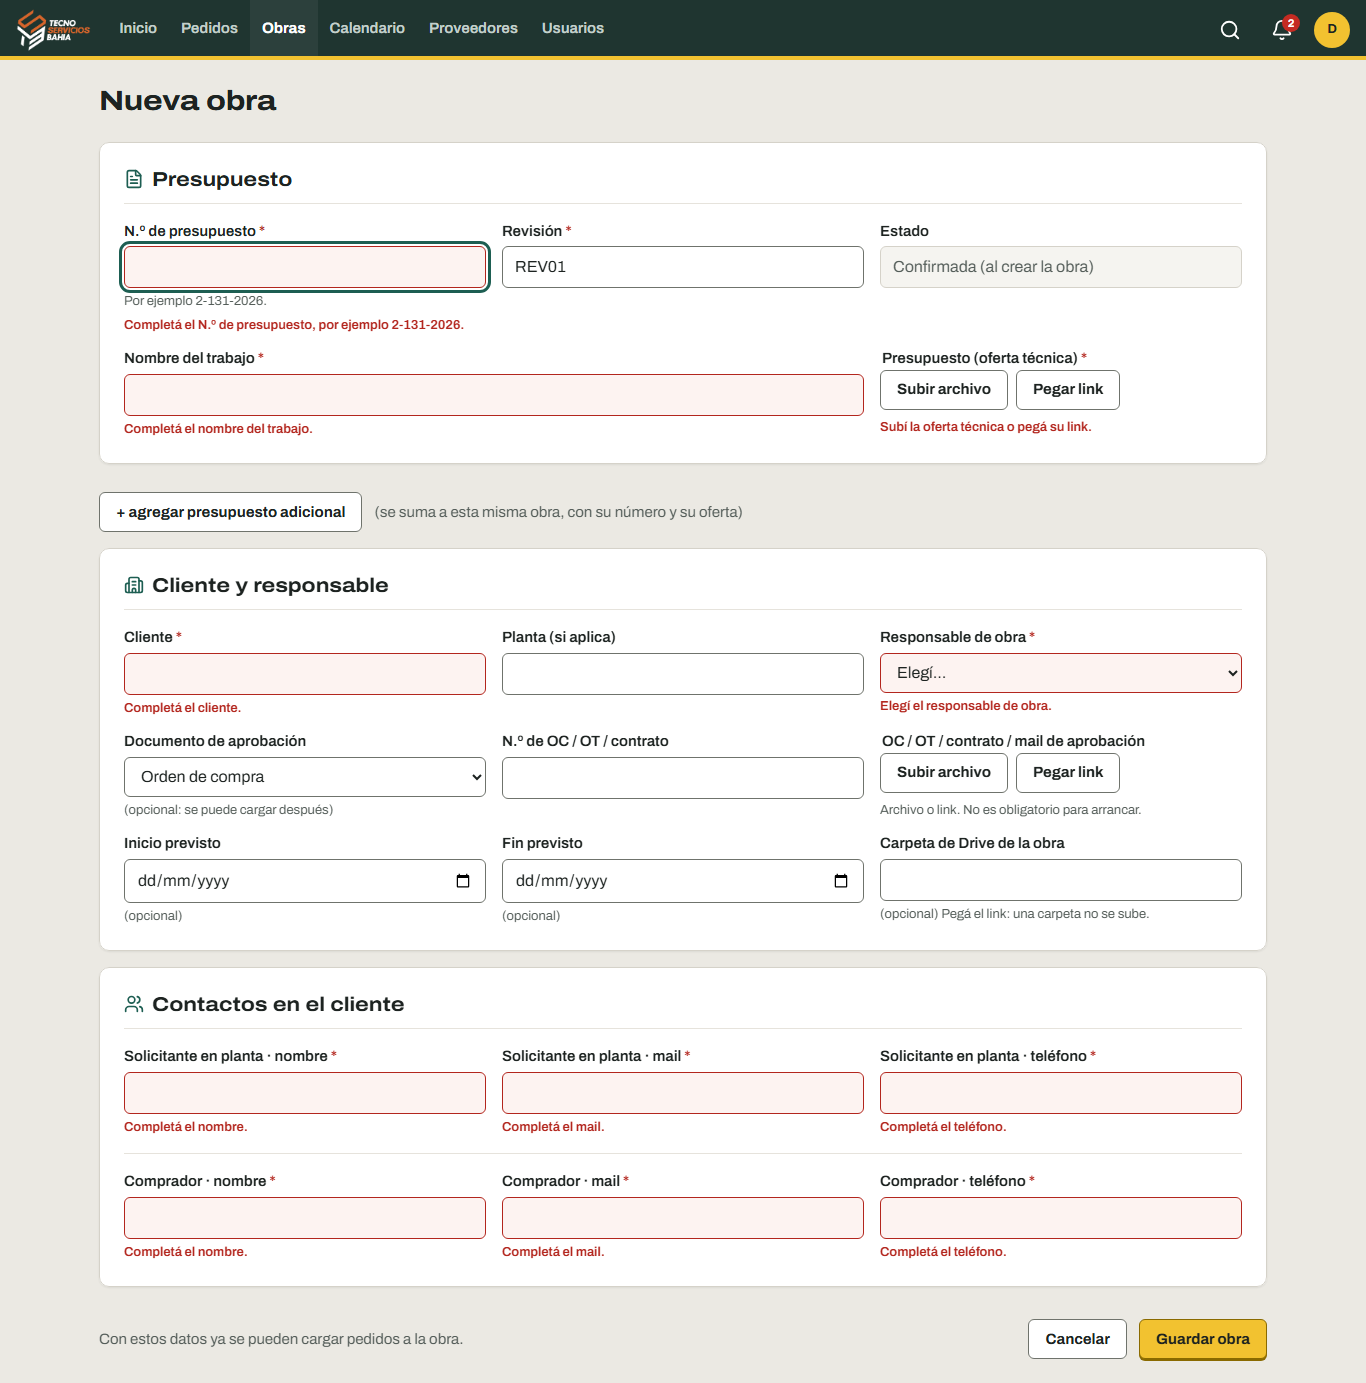 TECNO
SERVICIOS
BAHIA
Inicio
Pedidos
Obras
Calendario
Proveedores
Usuarios
2
D
Nueva obra
Presupuesto
N.º de presupuesto *
Revisión *
Estado
REV01
Confirmada (al crear la obra)
Por ejemplo 2-131-2026.
Completá el N.º de presupuesto, por ejemplo 2-131-2026.
Nombre del trabajo *
Presupuesto (oferta técnica) *
Subir archivo
Pegar link
Completá el nombre del trabajo.
Subí la oferta técnica o pegá su link.
+ agregar presupuesto adicional
(se suma a esta misma obra, con su número y su oferta)
Cliente y responsable
Cliente *
Planta (si aplica)
Responsable de obra *
Elegí...
Completá el cliente.
Elegí el responsable de obra.
Documento de aprobación
N.º de OC / OT / contrato
OC / OT / contrato / mail de aprobación
Orden de compra
Subir archivo
Pegar link
(opcional: se puede cargar después)
Archivo o link. No es obligatorio para arrancar.
Inicio previsto
Fin previsto
Carpeta de Drive de la obra
dd/mm/yyyy
dd/mm/yyyy
(opcional)
(opcional)
(opcional) Pegá el link: una carpeta no se sube.
Contactos en el cliente
Solicitante en planta · nombre *
Solicitante en planta · mail *
Solicitante en planta · teléfono *
Completá el nombre.
Completá el mail.
Completá el teléfono.
Comprador · nombre *
Comprador · mail *
Comprador · teléfono *
Completá el nombre.
Completá el mail.
Completá el teléfono.
Con estos datos ya se pueden cargar pedidos a la obra.
Cancelar
Guardar obra